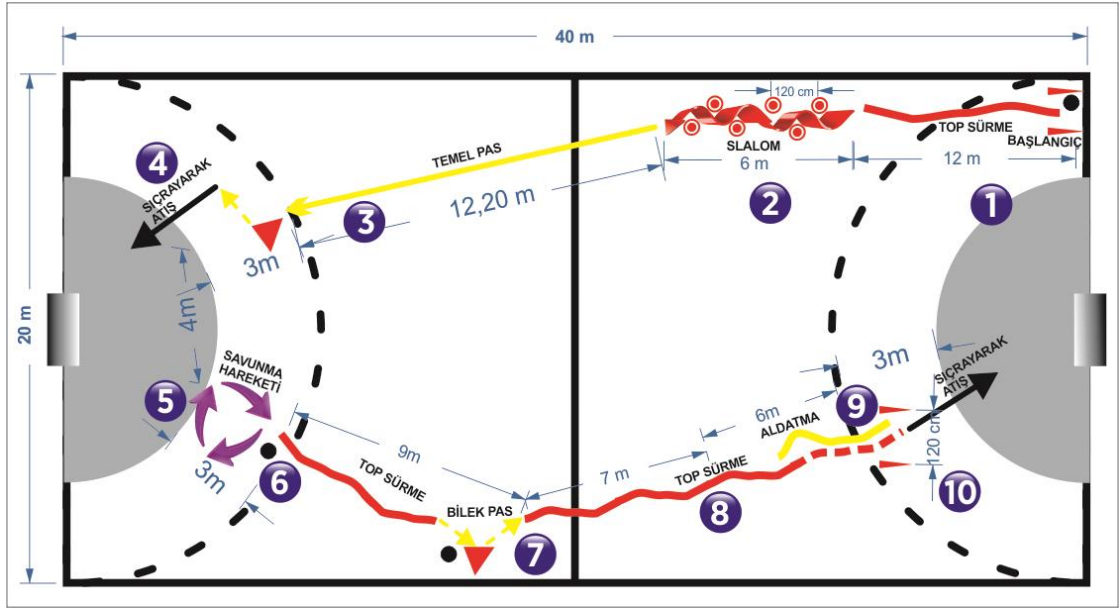 40 m
20 m
120 cm
TOP SÜRME
BAŞLANGIÇ
SLALOM
6 m
12 m
1
2
TEMEL PAS
12,20 m
3
3m
4
SIÇRAYARAK
ATIŞ
4m
5
SAVUNMA
HAREKETİ
3m
6
9m
TOP SÜRME
BİLEK PAS
7
7 m
TOP SÜRME
8
6m
ALDATMA
9
3m
SIÇRAYARAK
ATIŞ
120 cm
10